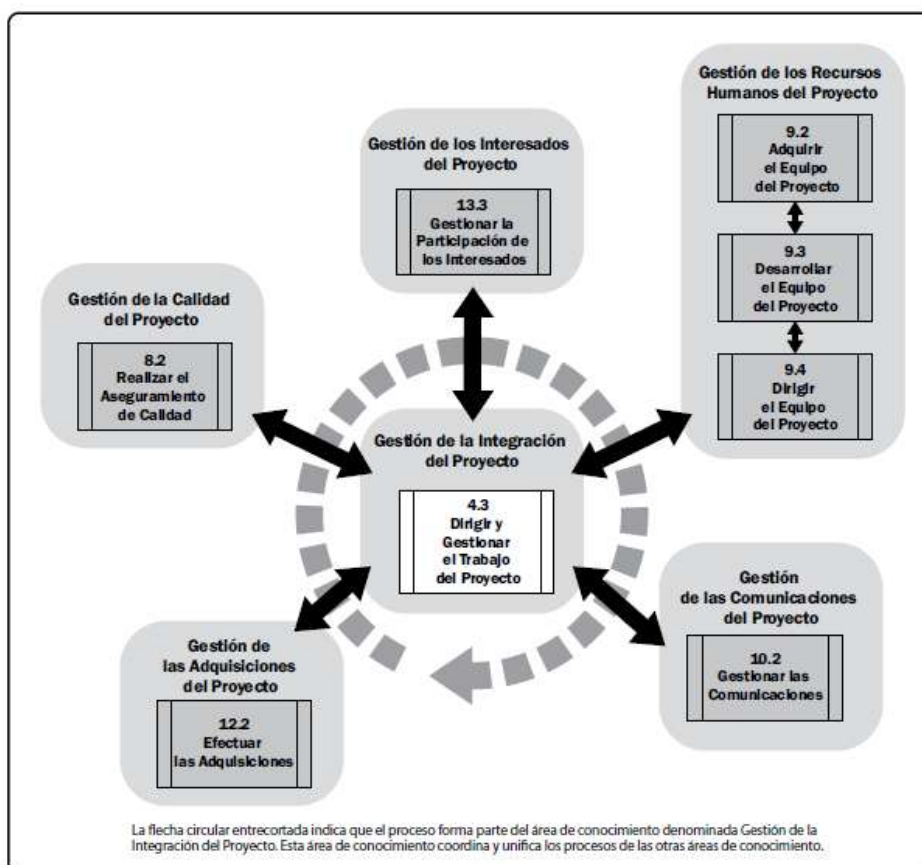 Gestión de los Recursos
Humanos del Proyecto
9.2
Adquirir
el Equipo
del Proyecto
9.3
Desarrollar
el Equipo
del Proyecto
9.4
Dirigir
el Equipo
del Proyecto
Gestión de los Interesados
del Proyecto
13.3
Gestionar la
Participación de
los Interesados
Gestión de la Calidad
del Proyecto
8.2
Realizar el
Aseguramiento
de Calidad
Gestión de la Integración
del Proyecto
4.3
Dirigir y
Gestionar
el Trabajo
del Proyecto
Gestión
de las Comunicaciones
del Proyecto
10.2
Gestionar las
Comunicaciones
Gestión de
las Adquisiciones
del Proyecto
12.2
Efectuar
las Adquisiciones
La flecha circular entrecortada indica que el proceso forma parte del área de conocimiento denominada Gestión de la
Integración del Proyecto. Esta área de conocimiento coordina y unifica los procesos de las otras áreas de conocimiento.